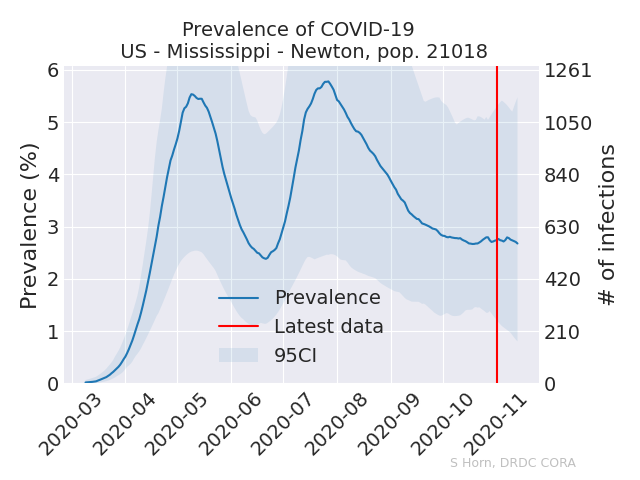 Prevalence of COVID-19
US - Mississippi - Newton, pop. 21018
Prevalence (%)
6
5
4
3
2
1
0
1261
1050
840
630
420
210
0
# of infections
Prevalence
Latest data
95CI
2020-03
2020-04
2020-05
2020-06
2020-07
2020-08
2020-09
2020-10
2020-11
S Horn, DRDC CORA